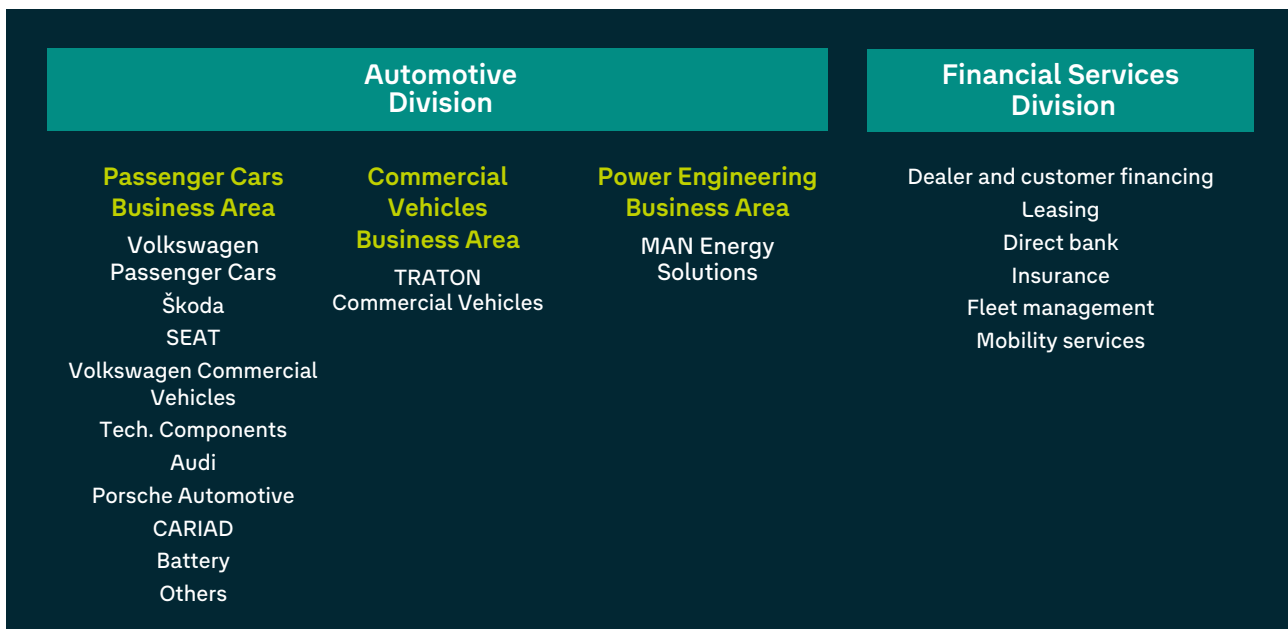 Automotive
Division
Passenger Cars
Business Area
Volkswagen
Passenger Cars
Škoda
SEAT
Volkswagen Commercial
Vehicles
Tech. Components
Audi
Porsche Automotive
CARIAD
Battery
Others
Commercial
Vehicles
Business Area
TRATON
Commercial Vehicles
Power Engineering
Business Area
MAN Energy
Solutions
Financial Services
Division
Dealer and customer financing
Leasing
Direct bank
Insurance
Fleet management
Mobility services